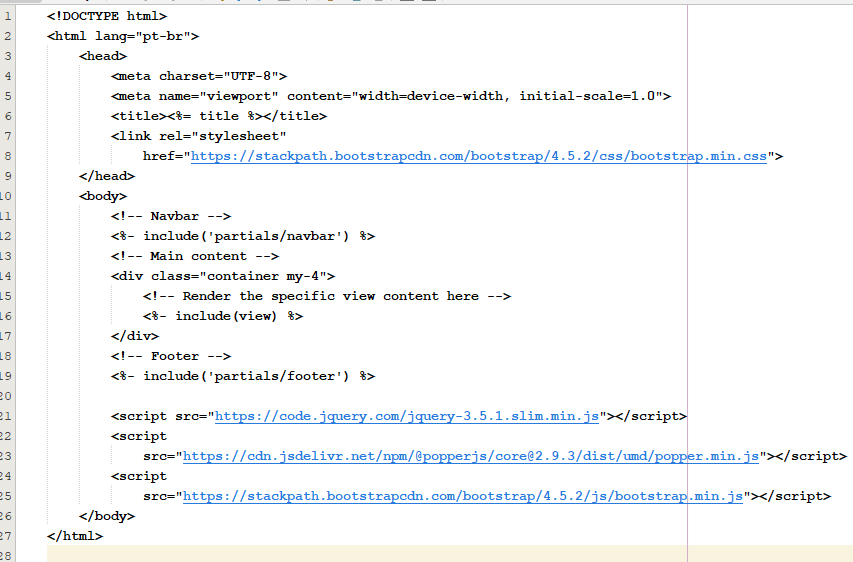 1 <!DOCTYPE html>
2 <html lang="pt-br">
3     <head>
4         <meta charset="UTF-8">
5         <meta name="viewport" content="width=device-width, initial-scale=1.0">
6         <title><%= title %></title>
7         <link rel="stylesheet"
8             href="https://stackpath.bootstrapcdn.com/bootstrap/4.5.2/css/bootstrap.min.css">
9     </head>
10     <body>
11         <!-- Navbar -->
12         <%- include('partials/navbar') %>
13         <!-- Main content -->
14         <div class="container my-4">
15             <!-- Render the specific view content here -->
16             <%- include(view) %>
17         </div>
18         <!-- Footer -->
19         <%- include('partials/footer') %>
20
21         <script src="https://code.jquery.com/jquery-3.5.1.slim.min.js"></script>
22         <script
23             src="https://cdn.jsdelivr.net/npm/@popperjs/core@2.9.3/dist/umd/popper.min.js"></script>
24         <script
25             src="https://stackpath.bootstrapcdn.com/bootstrap/4.5.2/js/bootstrap.min.js"></script>
26     </body>
27 </html>
28